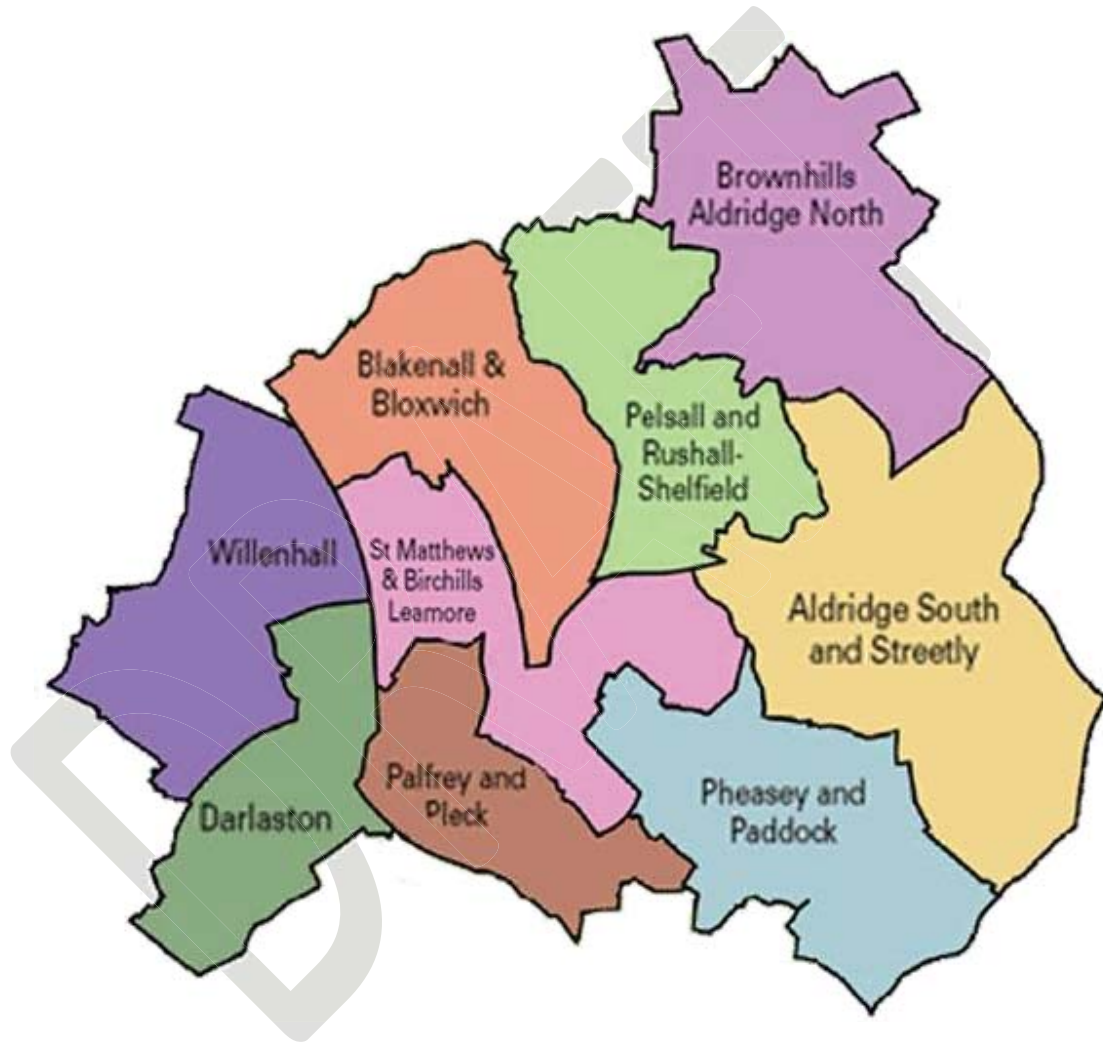 Brownhills
Aldridge North
Blakenall &
Bloxwich
Pelsall and
Rushall-
Shelfield
Willenhall
St Matthews
& Birchills
Leamore
Aldridge South
and Streetly
Palfrey and
Pleck
Pheasey and
Paddock
Darlaston